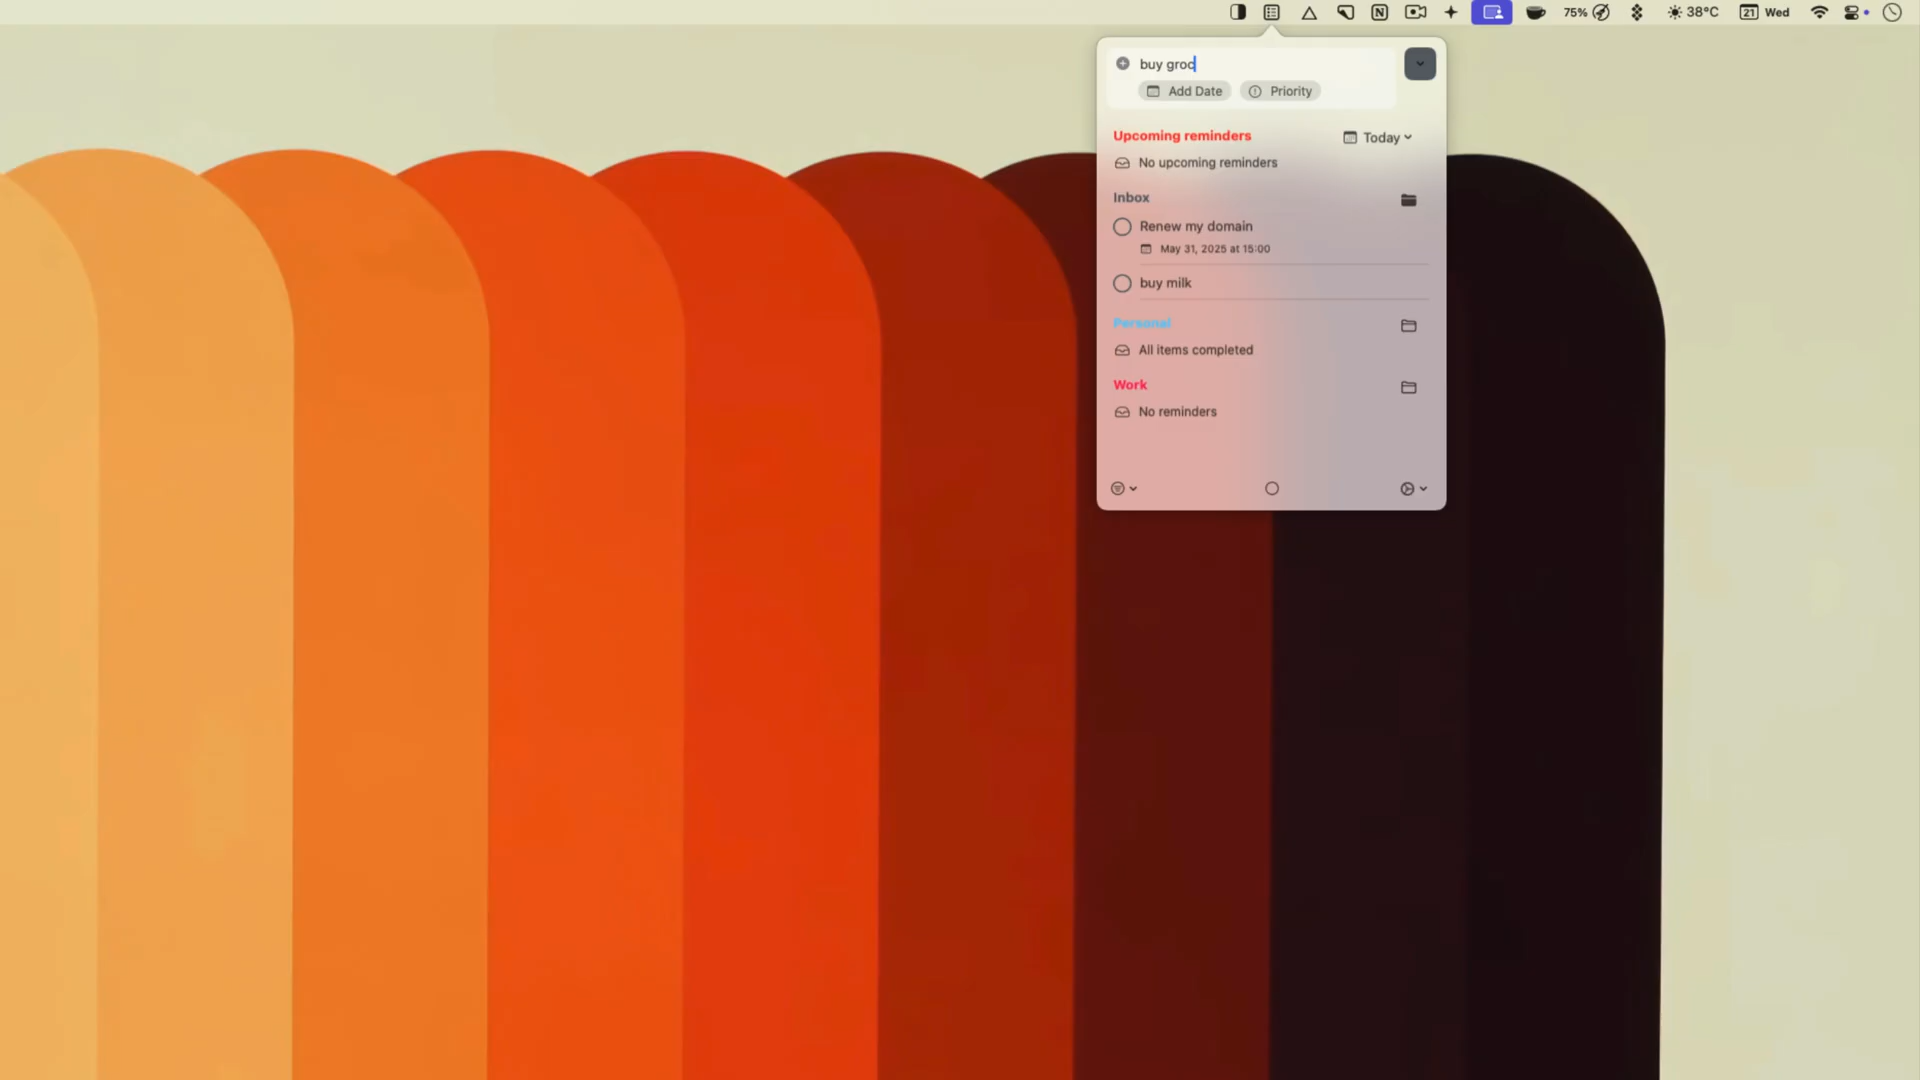 75% 38°C 21 Wed
buy groc
Add Date Priority
Upcoming reminders Today
No upcoming reminders
Inbox
Renew my domain
May 31, 2025 at 15:00
buy milk
Personal
All items completed
Work
No reminders